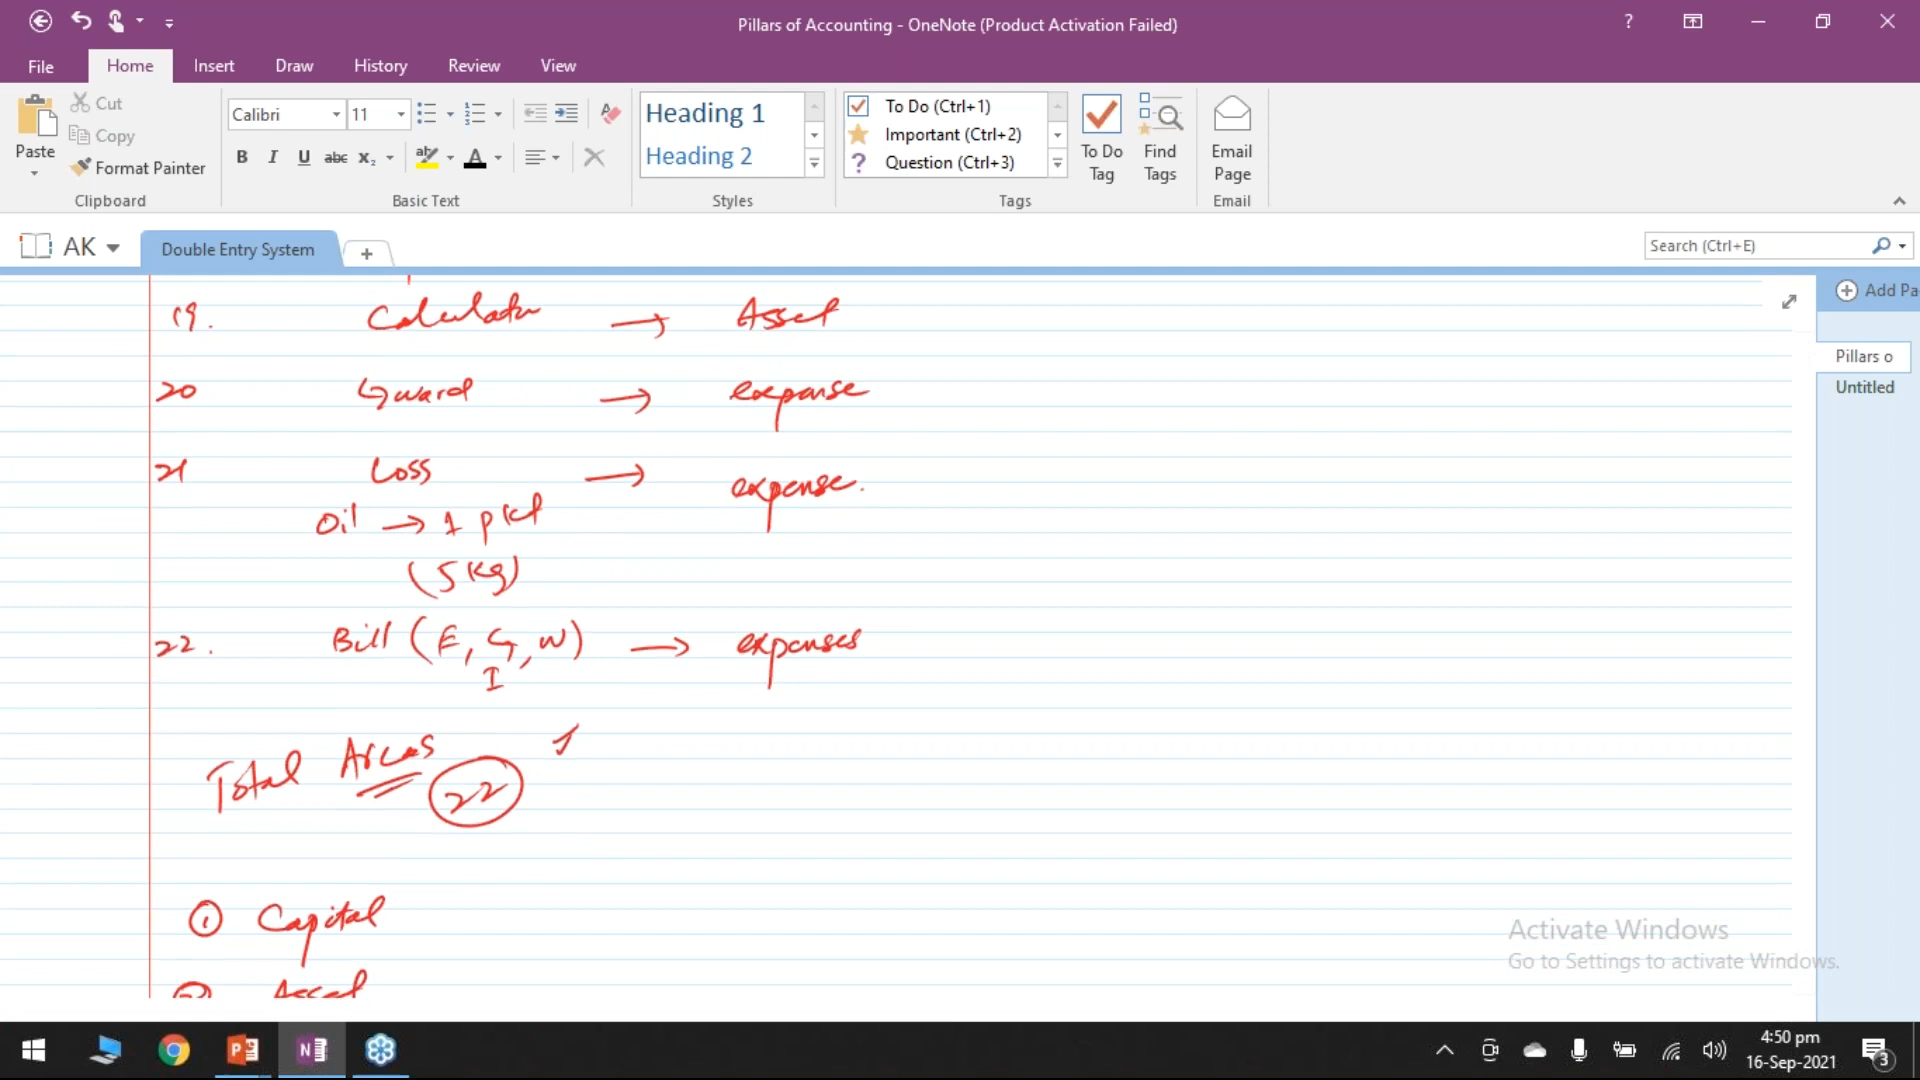 Pillars of Accounting - OneNote (Product Activation Failed) ?
File Home Insert Draw History Review View
Paste Cut Copy Format Painter
Clipboard
Calibri 11
B I U abc x₂ A
Basic Text
Heading 1
Heading 2
Styles
To Do (Ctrl+1)
Important (Ctrl+2)
? Question (Ctrl+3)
To Do Tag
Find Tags
Tags
Email Page
Email
AK Double Entry System + Search (Ctrl+E)
Add Pa
Pillars o
Untitled
19. Calculator → Asset
20 Guard → expense
21 Loss → expense.
Oil → 1 pkt
(5 kg)
22. Bill (E, G, W) → expenses
I
Total Areas 22
① Capital
② Asset
Activate Windows
Go to Settings to activate Windows.
4:50 pm
16-Sep-2021
3